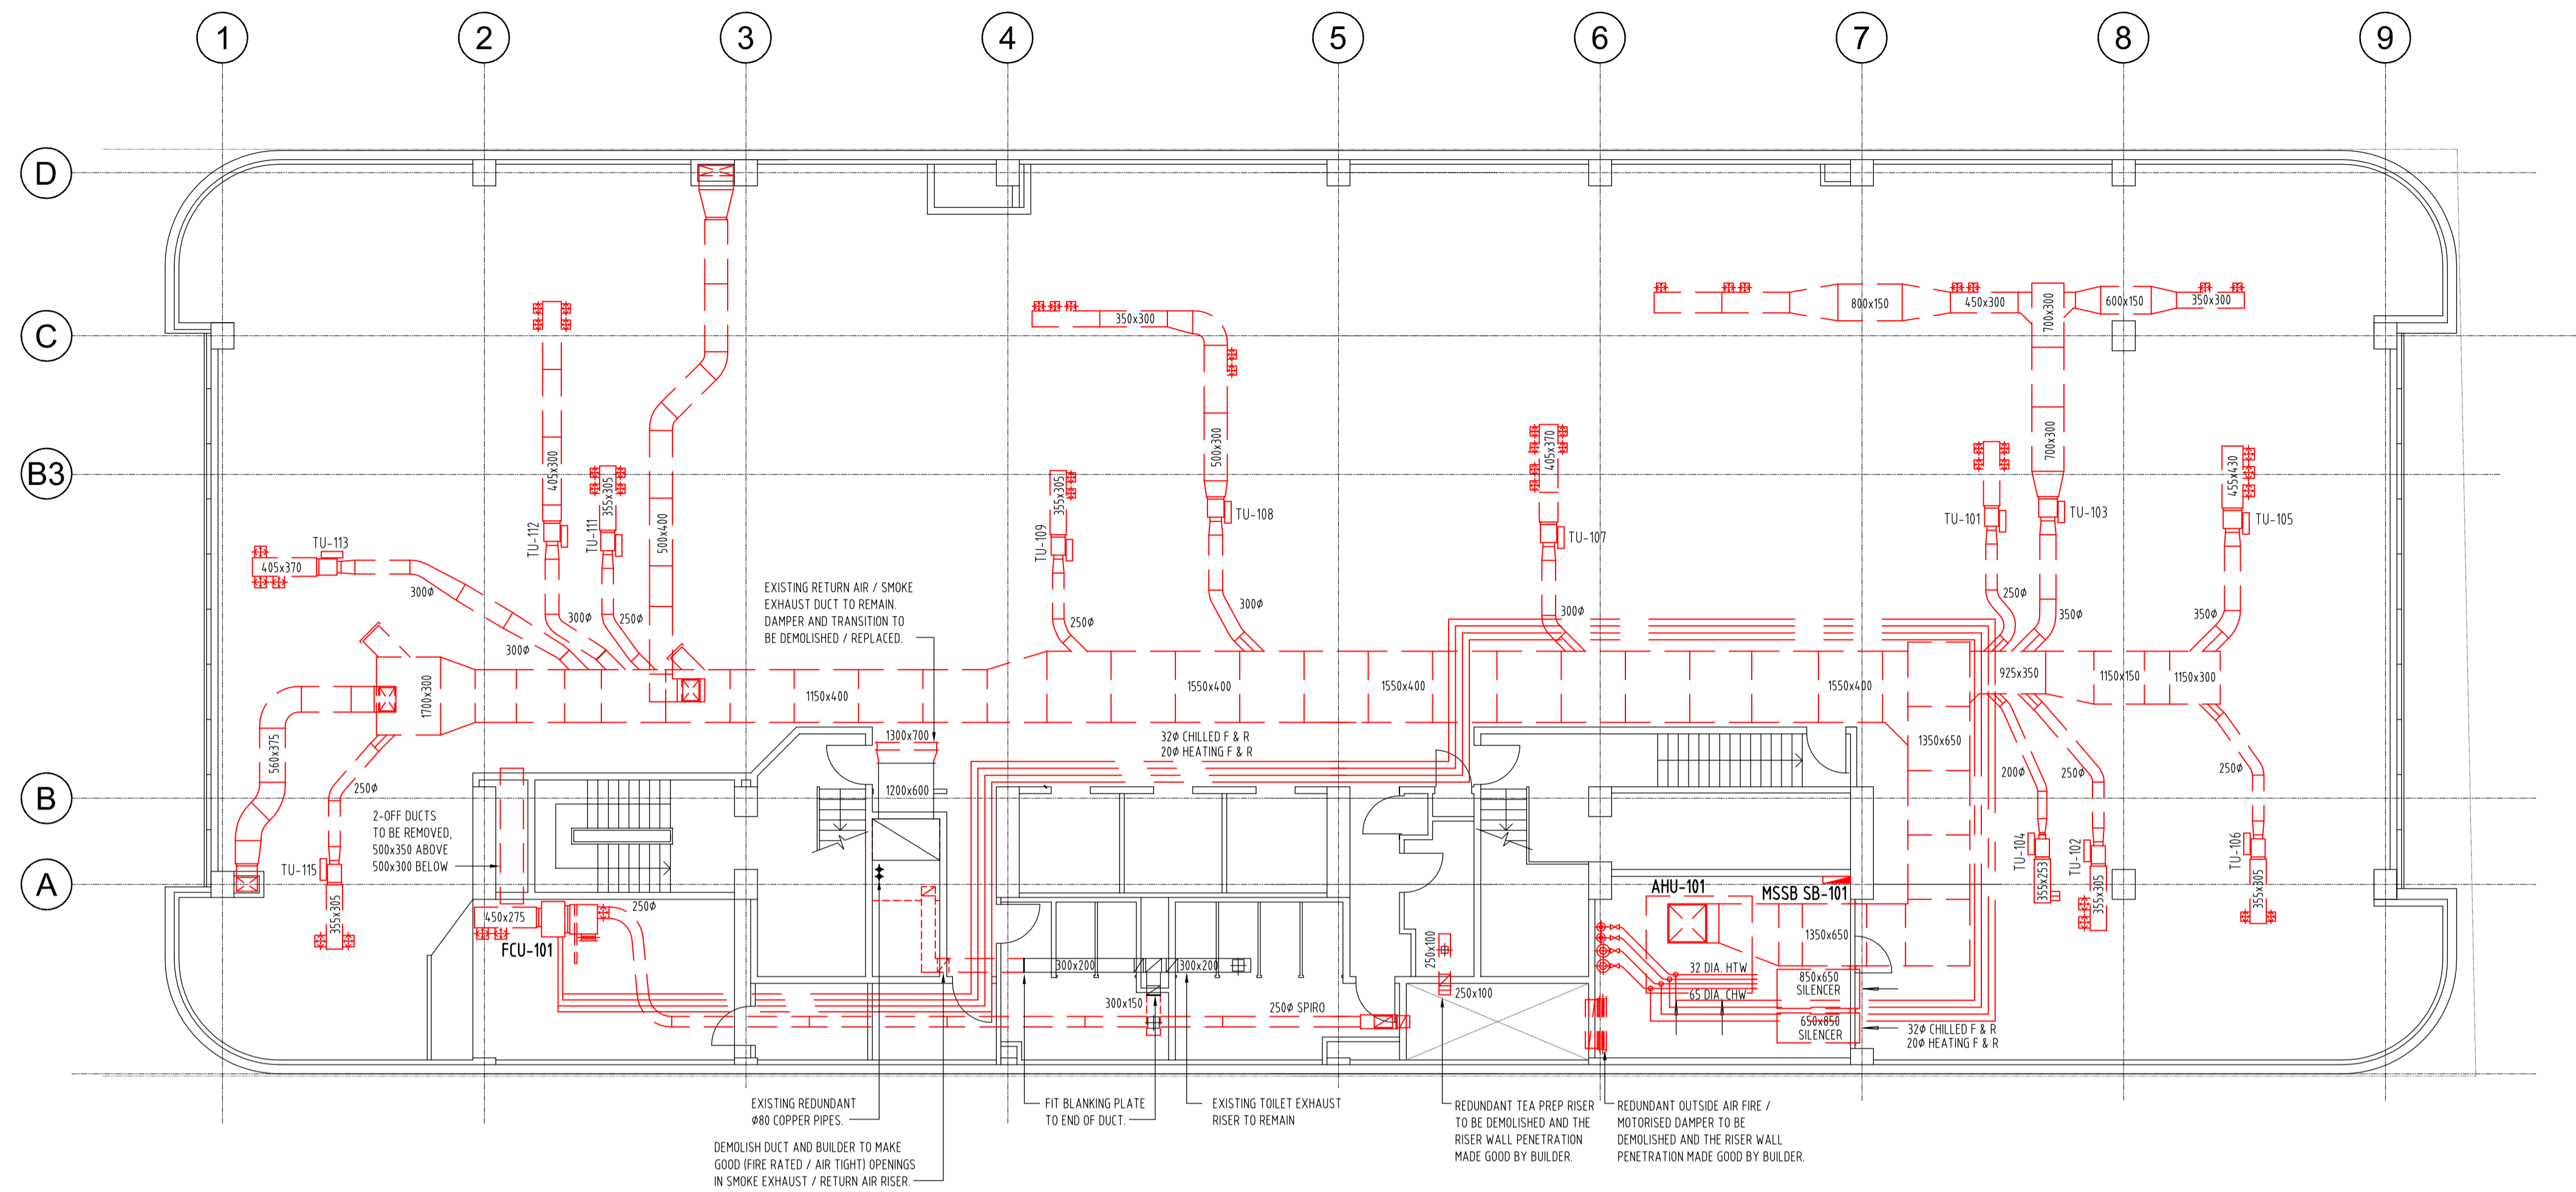 1
2
3
4
5
6
7
8
9
D
C
B3
B
A
800x150
450x300
700x300
600x150
350x300
350x300
405x300
355x305
500x400
TU-112
TU-111
500x300
355x305
TU-109
TU-108
405x370
TU-107
TU-101
700x300
TU-103
455x430
TU-105
TU-113
405x370
300ø
300ø
300ø
250ø
250ø
300ø
300ø
250ø
350ø
350ø
EXISTING RETURN AIR / SMOKE
EXHAUST DUCT TO REMAIN.
DAMPER AND TRANSITION TO
BE DEMOLISHED / REPLACED.
1700x300
1150x400
1550x400
1550x400
1550x400
925x350
1150x150
1150x300
560x375
250ø
1300x700
1200x600
32ø CHILLED F & R
20ø HEATING F & R
1350x650
200ø
250ø
250ø
2-OFF DUCTS
TO BE REMOVED,
500x350 ABOVE
500x300 BELOW
TU-115
355x305
450x275
250ø
FCU-101
AHU-101
MSSB SB-101
1350x650
TU-104
355x253
TU-102
355x305
TU-106
355x305
300x200
300x200
300x150
250ø SPIRO
250x100
250x100
32 DIA. HTW
65 DIA. CHW
850x650
SILENCER
650x850
SILENCER
32ø CHILLED F & R
20ø HEATING F & R
EXISTING REDUNDANT
ø80 COPPER PIPES.
FIT BLANKING PLATE
TO END OF DUCT.
EXISTING TOILET EXHAUST
RISER TO REMAIN
REDUNDANT TEA PREP RISER
TO BE DEMOLISHED AND THE
RISER WALL PENETRATION
MADE GOOD BY BUILDER.
REDUNDANT OUTSIDE AIR FIRE /
MOTORISED DAMPER TO BE
DEMOLISHED AND THE RISER WALL
PENETRATION MADE GOOD BY BUILDER.
DEMOLISH DUCT AND BUILDER TO MAKE
GOOD (FIRE RATED / AIR TIGHT) OPENINGS
IN SMOKE EXHAUST / RETURN AIR RISER.